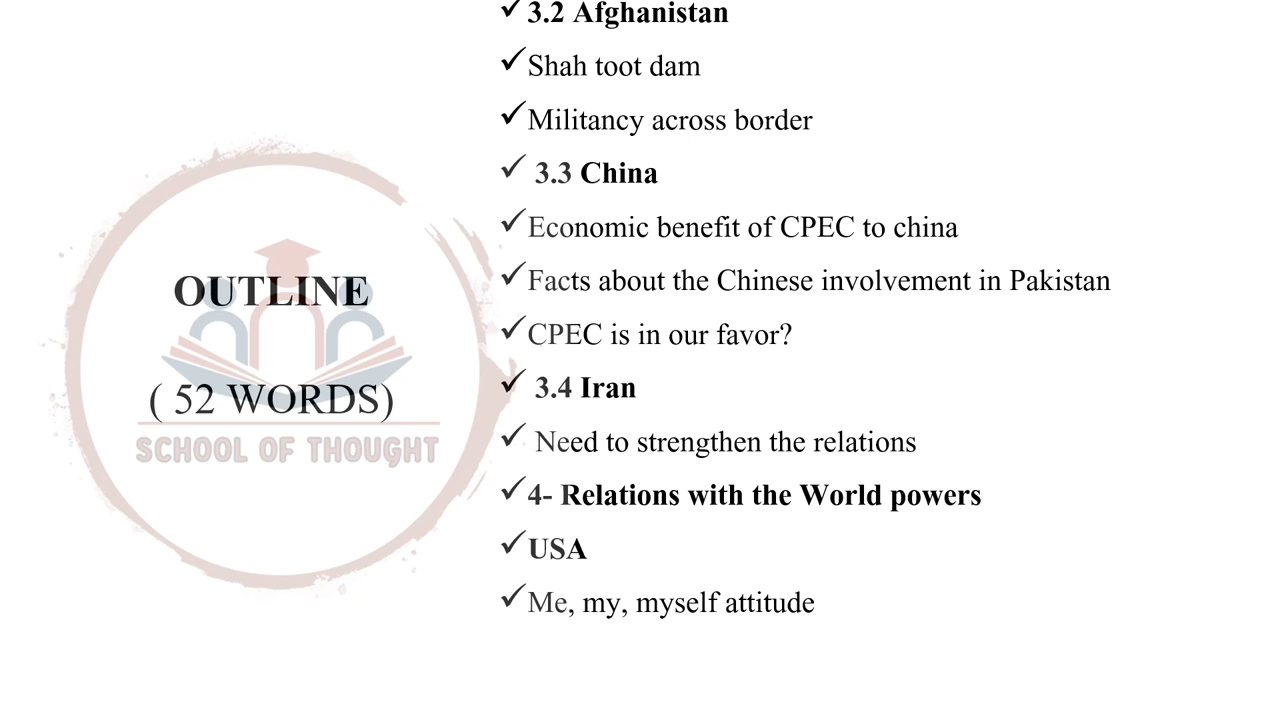 OUTLINE
( 52 WORDS)
SCHOOL OF THOUGHT
✓3.2 Afghanistan
✓Shah toot dam
✓Militancy across border
✓ 3.3 China
✓Economic benefit of CPEC to china
✓Facts about the Chinese involvement in Pakistan
✓CPEC is in our favor?
✓ 3.4 Iran
✓ Need to strengthen the relations
✓4- Relations with the World powers
✓USA
✓Me, my, myself attitude